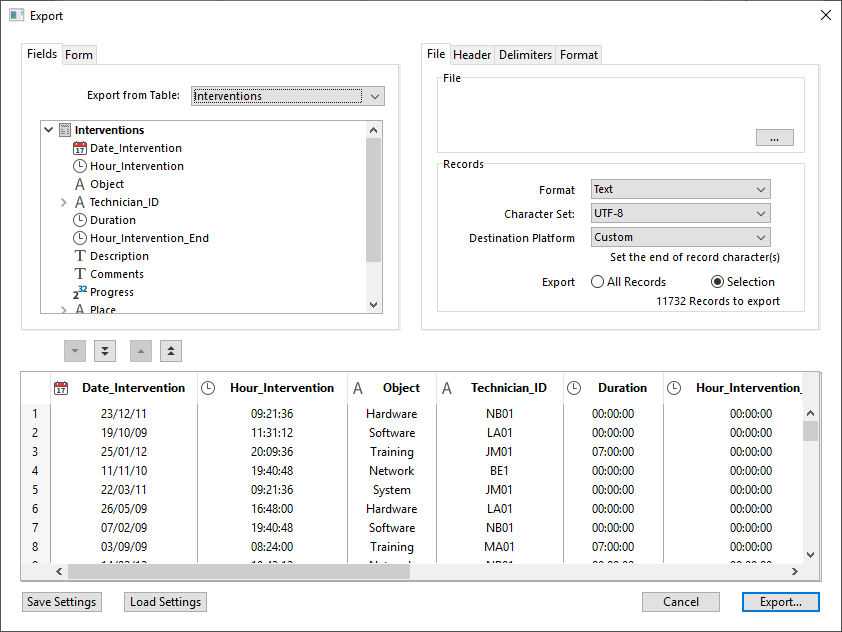 Export
Fields Form
Export from Table: Interventions
Interventions
17 Date_Intervention
Hour_Intervention
A Object
A Technician_ID
Duration
Hour_Intervention_End
T Description
T Comments
2 32 Progress
A Place
File Header Delimiters Format
File
...
Records
Format Text
Character Set: UTF-8
Destination Platform Custom
Set the end of record character(s)
Export All Records Selection
11732 Records to export
17 Date_Intervention Hour_Intervention A Object A Technician_ID Duration Hour_Intervention_
1 23/12/11 09:21:36 Hardware NB01 00:00:00 00:00:00
2 19/10/09 11:31:12 Software LA01 00:00:00 00:00:00
3 25/01/12 20:09:36 Training JM01 07:00:00 00:00:00
4 11/11/10 19:40:48 Network BE1 00:00:00 00:00:00
5 22/03/11 09:21:36 System JM01 00:00:00 00:00:00
6 26/05/09 16:48:00 Hardware LA01 00:00:00 00:00:00
7 07/02/09 19:40:48 Software NB01 00:00:00 00:00:00
8 03/09/09 08:24:00 Training MA01 07:00:00 00:00:00
Save Settings Load Settings Cancel Export...